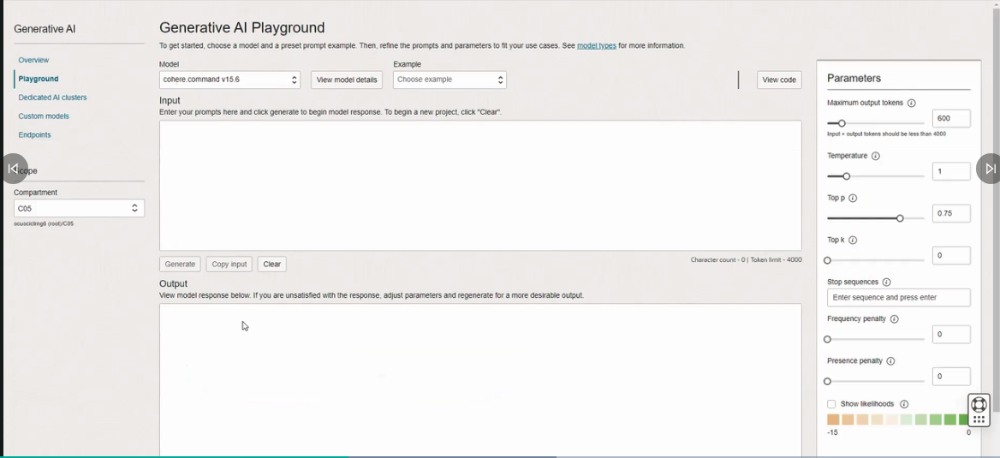 Generative AI
Overview
Playground
Dedicated AI clusters
Custom models
Endpoints
Scope
Compartment
C05
Generative AI Playground
To get started, choose a model and a preset prompt example. Then, refine the prompts and parameters to fit your use cases. See model types for more information.
Model
cohere.command v15.6
View model details
Example
Choose example
View code
Input
Enter your prompts here and click generate to begin model response. To begin a new project, click "Clear".
Generate
Copy input
Clear
Character count - 0 | Token limit - 4000
Output
View model response below. If you are unsatisfied with the response, adjust parameters and regenerate for a more desirable output.
Parameters
Maximum output tokens
600
Input + output tokens should be less than 4000
Temperature
1
Top p
0.75
Top k
0
Stop sequences
Enter sequence and press enter
Frequency penalty
0
Presence penalty
0
Show likelihoods
-15
0